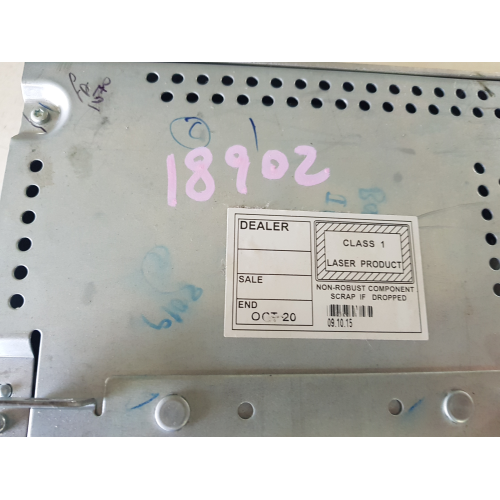 18902
DEALER
SALE
END
OCT 20
CLASS 1
LASER PRODUCT
NON-ROBUST COMPONENT
SCRAP IF DROPPED
09.10.15